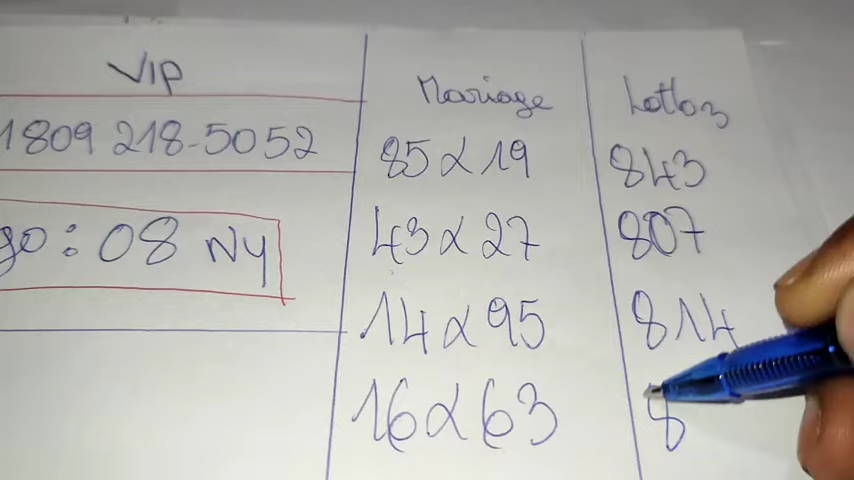 VIP
1809 218-5052
go: 08 NY
Mariage
85 x 19
43 x 27
14 x 95
16 x 63
Lotto3
843
807
814
8